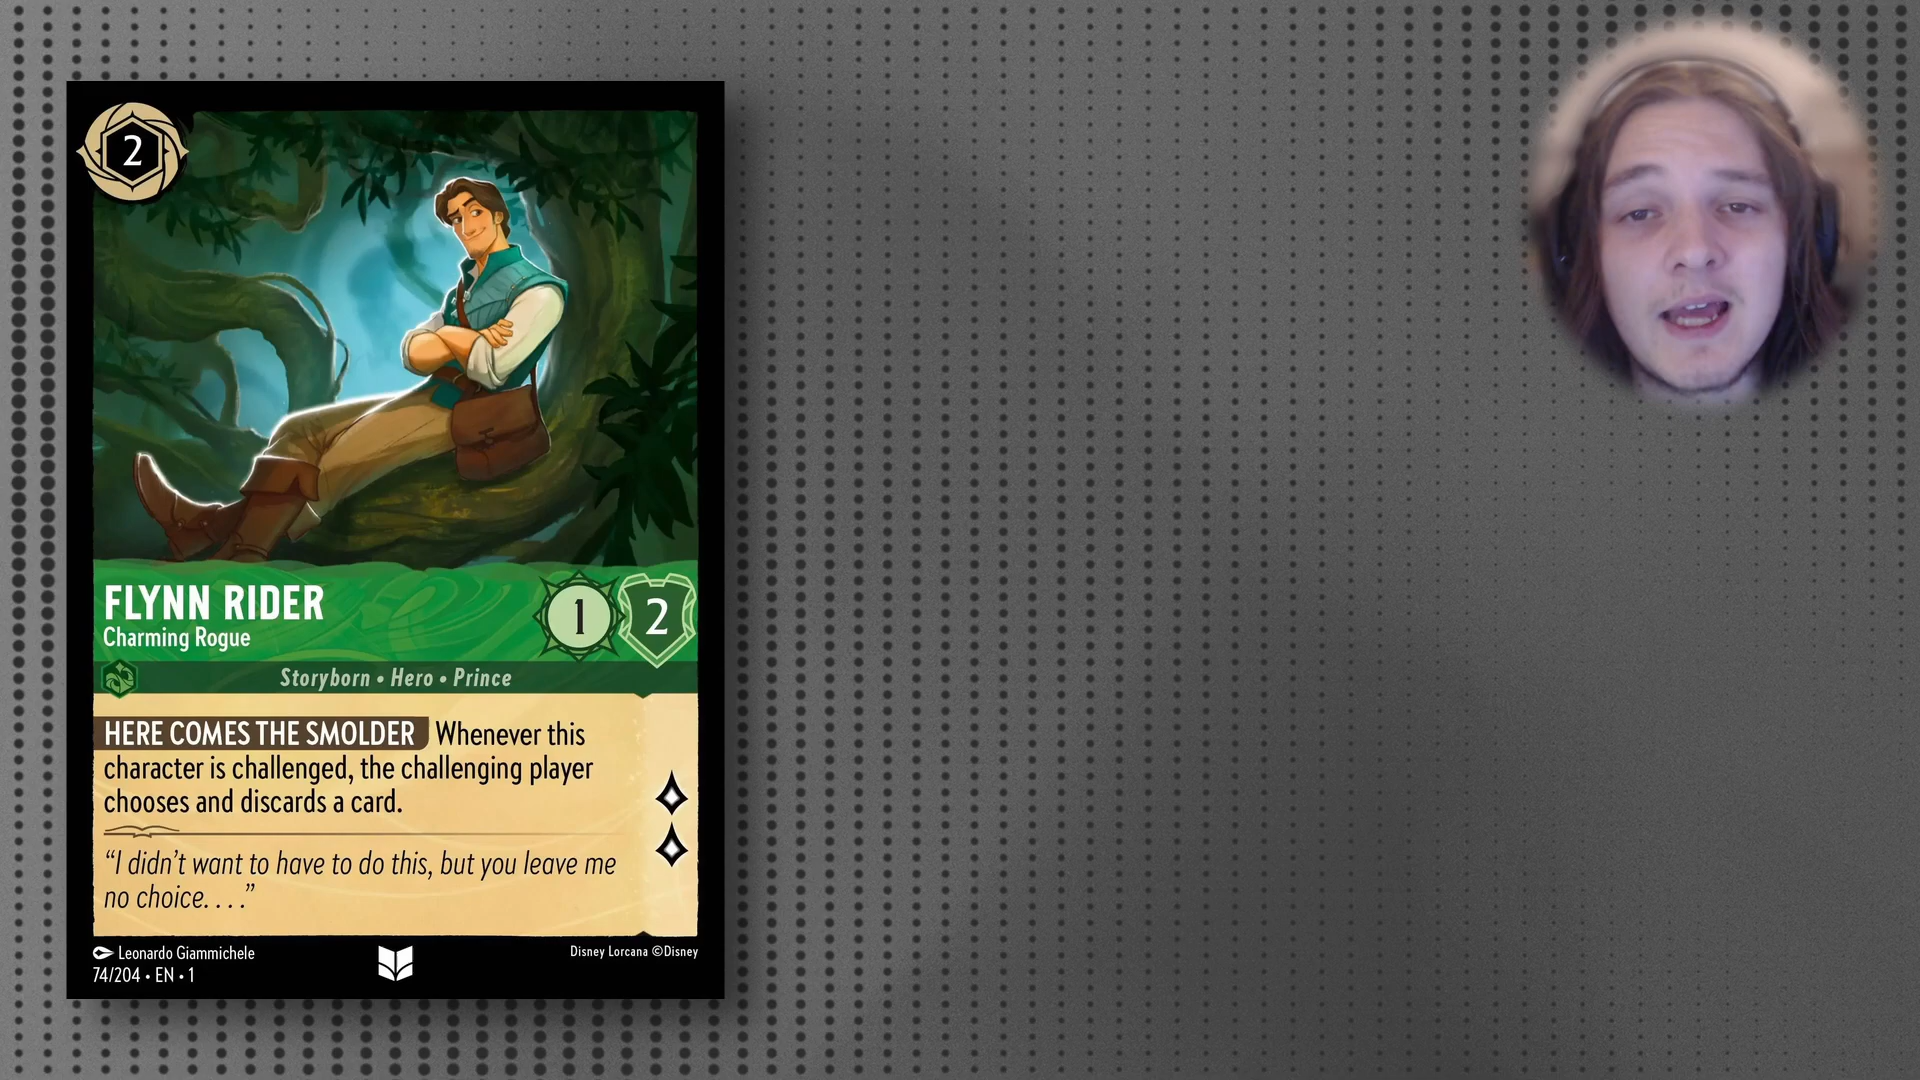 2
FLYNN RIDER
Charming Rogue
1
2
Storyborn • Hero • Prince
HERE COMES THE SMOLDER Whenever this
character is challenged, the challenging player
chooses and discards a card.
“I didn’t want to have to do this, but you leave me
no choice. . . .”
Leonardo Giammichele
74/204 • EN • 1
Disney Lorcana ©Disney